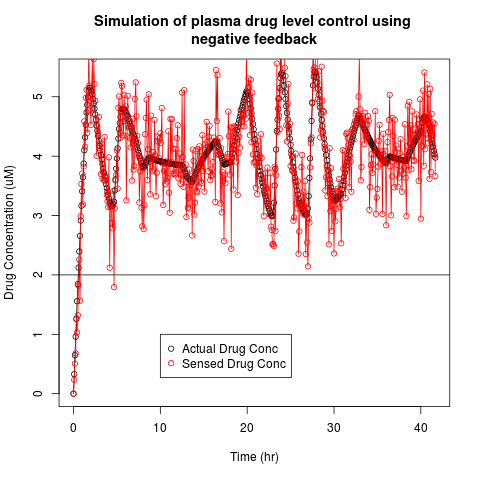 Simulation of plasma drug level control using
negative feedback
Drug Concentration (uM)
5
4
3
2
1
0
Actual Drug Conc
Sensed Drug Conc
0 10 20 30 40
Time (hr)